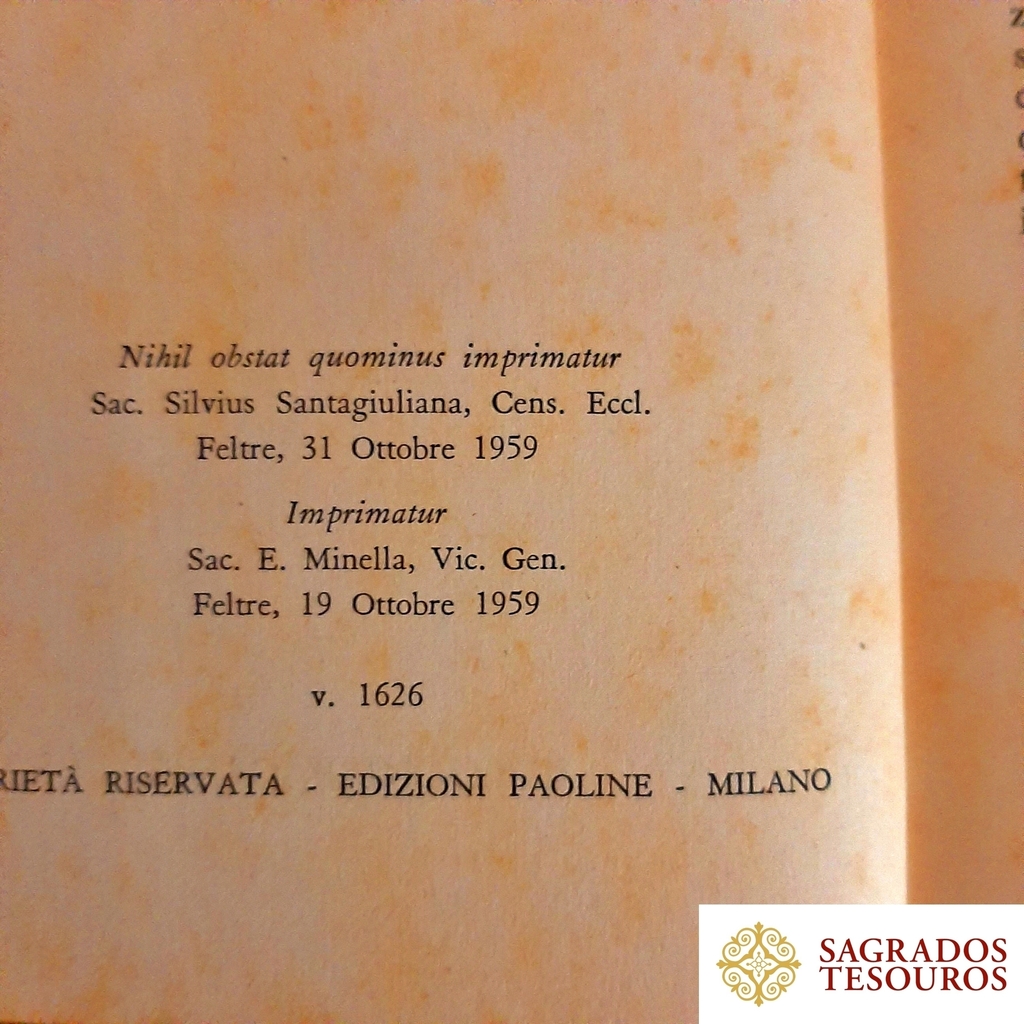 Nihil obstat quominus imprimatur
Sac. Silvius Santagiuliana, Cens. Eccl.
Feltre, 31 Ottobre 1959
Imprimatur
Sac. E. Minella, Vic. Gen.
Feltre, 19 Ottobre 1959
v. 1626
RIETÀ RISERVATA - EDIZIONI PAOLINE - MILANO
SAGRADOS
TESOUROS